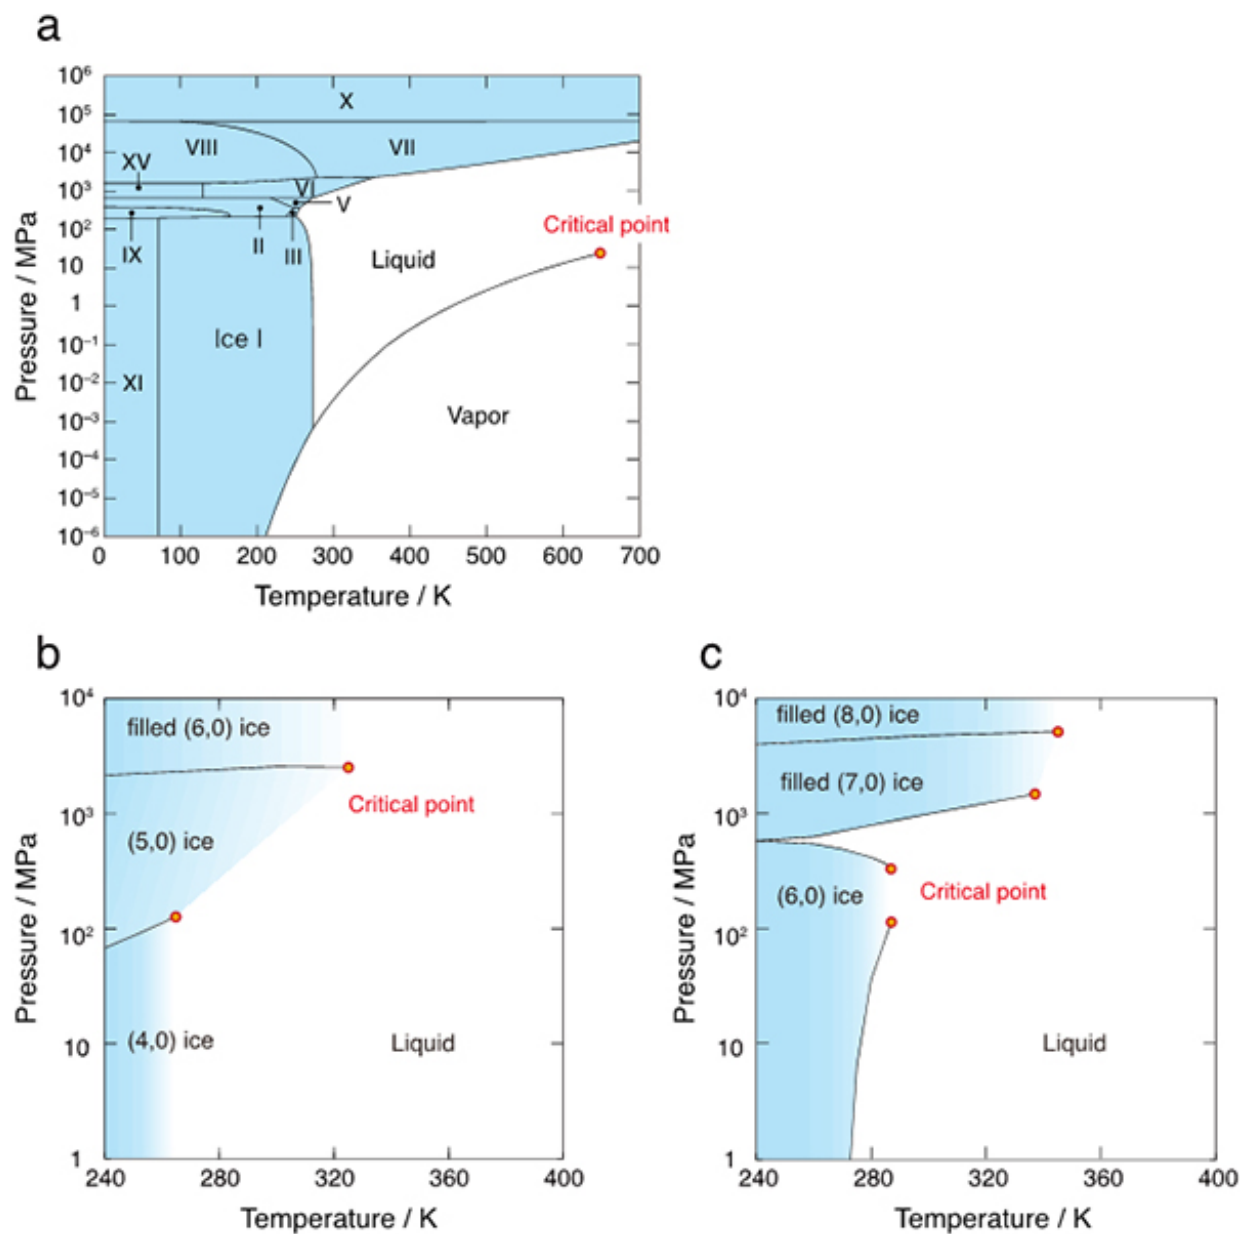 a
Pressure / MPa
10⁶
10⁵
10⁴
10³
10²
10
1
10⁻¹
10⁻²
10⁻³
10⁻⁴
10⁻⁵
10⁻⁶
X
VIII
VII
XV
VI
V
IX
II
III
Critical point
Liquid
Ice I
XI
Vapor
0 100 200 300 400 500 600 700
Temperature / K
b
Pressure / MPa
10⁴
10³
10²
10
1
filled (6,0) ice
Critical point
(5,0) ice
(4,0) ice
Liquid
240 280 320 360 400
Temperature / K
c
Pressure / MPa
10⁴
10³
10²
10
1
filled (8,0) ice
filled (7,0) ice
(6,0) ice
Critical point
Liquid
240 280 320 360 400
Temperature / K